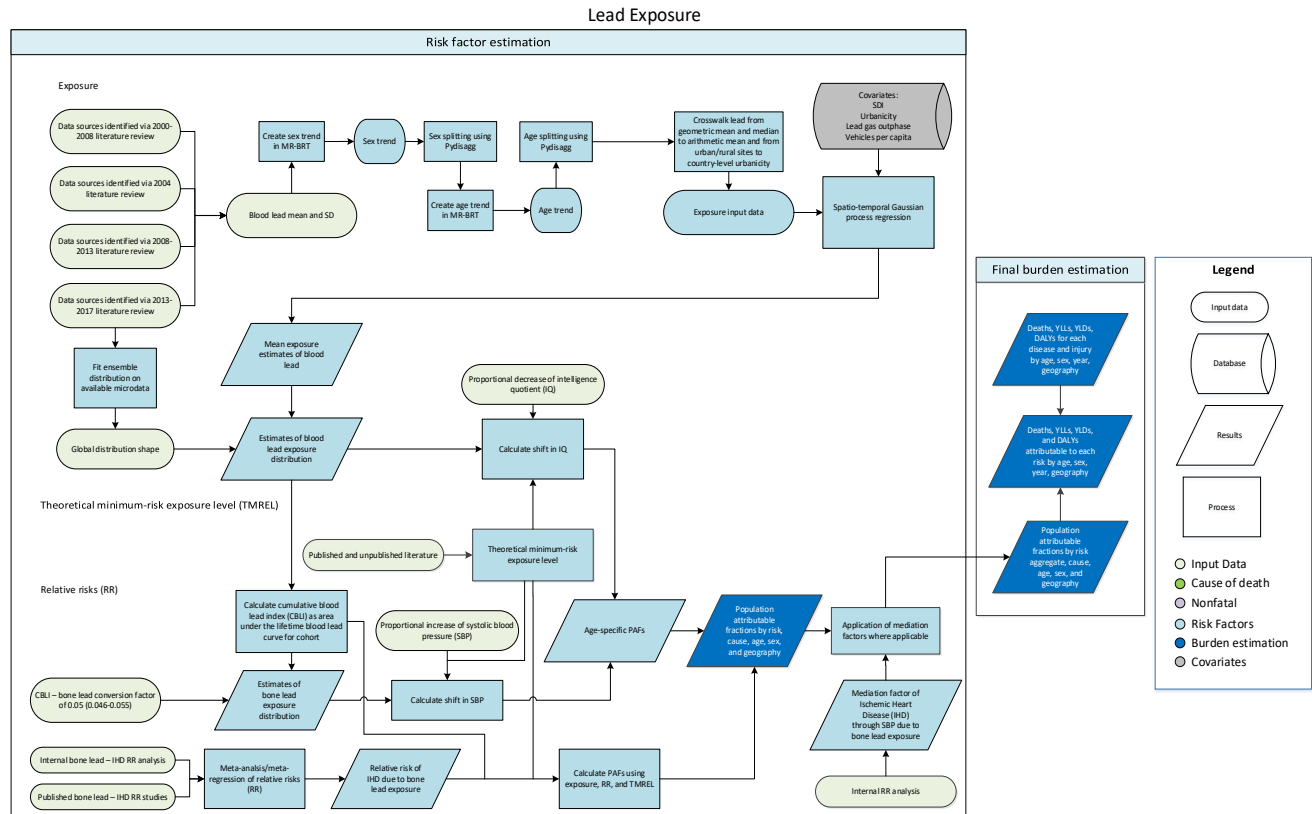 Lead Exposure
Risk factor estimation
Exposure
Data sources identified via 2000-
2008 literature review
Data sources identified via 2004
literature review
Data sources identified via 2008-
2013 literature review
Data sources identified via 2013-
2017 literature review
Blood lead mean and SD
Create sex trend
in MR-BRT
Sex trend
Sex splitting using
Pydisagg
Create age trend
in MR-BRT
Age trend
Age splitting using
Pydisagg
Crosswalk lead from
geometric mean and median
to arithmetic mean and from
urban/rural sites to
country-level urbanicity
Exposure input data
Covariates:
SDI
Urbanicity
Lead gas outphase
Vehicles per capita
Spatio-temporal Gaussian
process regression
Fit ensemble
distribution on
available microdata
Global distribution shape
Mean exposure
estimates of blood
lead
Estimates of blood
lead exposure
distribution
Proportional decrease of intelligence
quotient (IQ)
Calculate shift in IQ
Theoretical minimum-risk exposure level (TMREL)
Published and unpublished literature
Theoretical minimum-risk
exposure level
Relative risks (RR)
Calculate cumulative blood
lead index (CBLI) as area
under the lifetime blood lead
curve for cohort
Proportional increase of systolic blood
pressure (SBP)
CBLI – bone lead conversion factor
of 0.05 (0.046-0.055)
Estimates of
bone lead
exposure
distribution
Calculate shift in SBP
Age-specific PAFs
Population
attributable
fractions by risk,
cause, age, sex,
and geography
Application of mediation
factors where applicable
Mediation factor of
Ischemic Heart
Disease (IHD)
through SBP due to
bone lead exposure
Internal RR analysis
Internal bone lead – IHD RR analysis
Published bone lead – IHD RR studies
Meta-analsis/meta-
regression of relative risks
(RR)
Relative risk of
IHD due to bone
lead exposure
Calculate PAFs using
exposure, RR, and TMREL
Final burden estimation
Deaths, YLLs, YLDs,
DALYs for each
disease and injury
by age, sex, year,
geography
Deaths, YLLs, YLDs,
and DALYs
attributable to each
risk by age, sex,
year, geography
Population
attributable
fractions by risk
aggregate, cause,
age, sex, and
geography
Legend
Input data
Database
Results
Process
Input Data
Cause of death
Nonfatal
Risk Factors
Burden estimation
Covariates